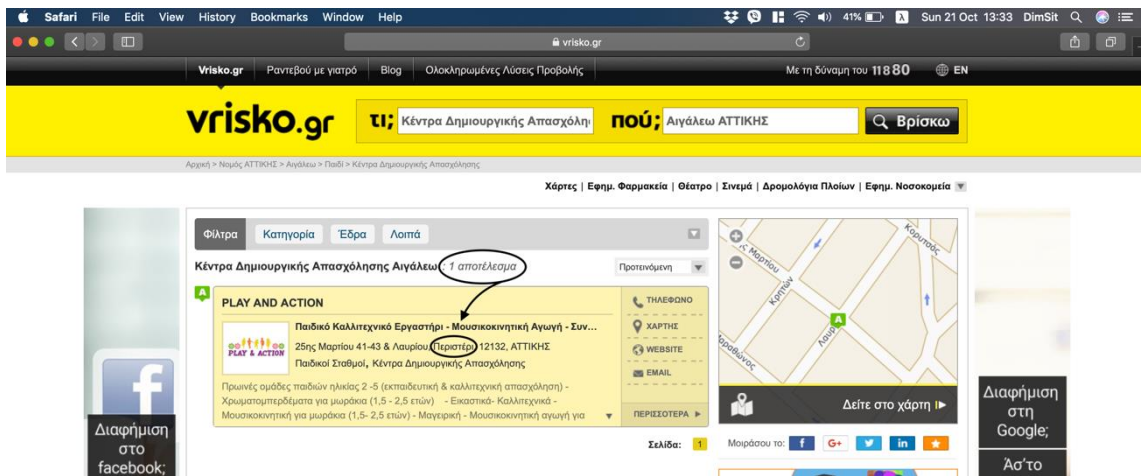 Safari File Edit View History Bookmarks Window Help 41% Sun 21 Oct 13:33 DimSit
vrisko.gr
Vrisko.gr Ραντεβού με γιατρό Blog Ολοκληρωμένες Λύσεις Προβολής Με τη δύναμη του 11880 EN
vrisko.gr τι; Κέντρα Δημιουργικής Απασχόλη πού; Αιγάλεω ΑΤΤΙΚΗΣ Βρίσκω
Αρχική > Νομός ΑΤΤΙΚΗΣ > Αιγάλεω > Παιδί > Κέντρα Δημιουργικής Απασχόλησης
Χάρτες | Εφημ. Φαρμακεία | Θέατρο | Σινεμά | Δρομολόγια Πλοίων | Εφημ. Νοσοκομεία
Φίλτρα Κατηγορία Έδρα Λοιπά
Κέντρα Δημιουργικής Απασχόλησης Αιγάλεω : 1 αποτέλεσμα Προτεινόμενη
A PLAY AND ACTION
PLAY & ACTION
Παιδικό Καλλιτεχνικό Εργαστήρι - Μουσικοκινητική Αγωγή - Συν...
25ης Μαρτίου 41-43 & Λαυρίου, Περιστέρι, 12132, ΑΤΤΙΚΗΣ
Παιδικοί Σταθμοί, Κέντρα Δημιουργικής Απασχόλησης
Πρωινές ομάδες παιδιών ηλικίας 2 -5 (εκπαιδευτική & καλλιτεχνική απασχόληση) -
Χρωματομπερδέματα για μωράκια (1,5 - 2,5 ετών) - Εικαστικά- Καλλιτεχνικά -
Μουσικοκινητική για μωράκια (1,5- 2,5 ετών) - Μαγειρική - Μουσικοκινητική αγωγή για
ΤΗΛΕΦΩΝΟ
ΧΑΡΤΗΣ
WEBSITE
EMAIL
ΠΕΡΙΣΣΟΤΕΡΑ
Σελίδα: 1
ης Μαρτίου
Κορυτσάς
Κρητών
A
Λαυρί
Δείτε στο χάρτη
Μοιράσου το: f G+ in
f
Διαφήμιση
στο
facebook;
Διαφήμιση
στη
Google;
Άσ'το